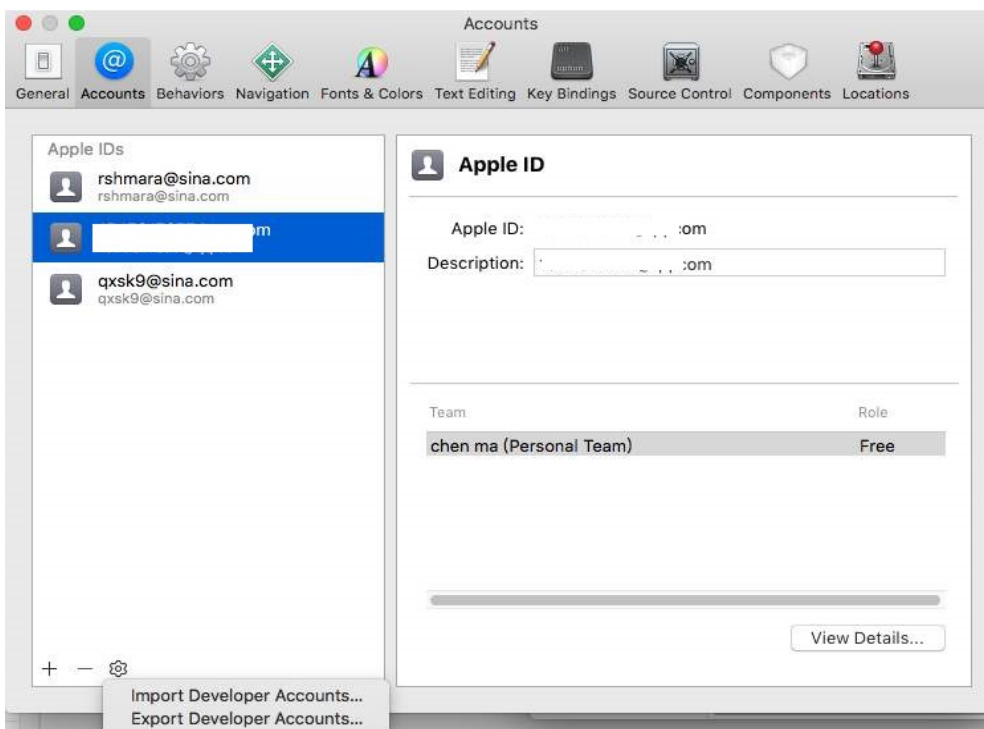 Accounts
General Accounts Behaviors Navigation Fonts & Colors Text Editing Key Bindings Source Control Components Locations
Apple IDs
rshmara@sina.com
rshmara@sina.com
qxsk9@sina.com
qxsk9@sina.com
Apple ID
Apple ID:
Description:
Team Role
chen ma (Personal Team) Free
View Details...
Import Developer Accounts...
Export Developer Accounts...